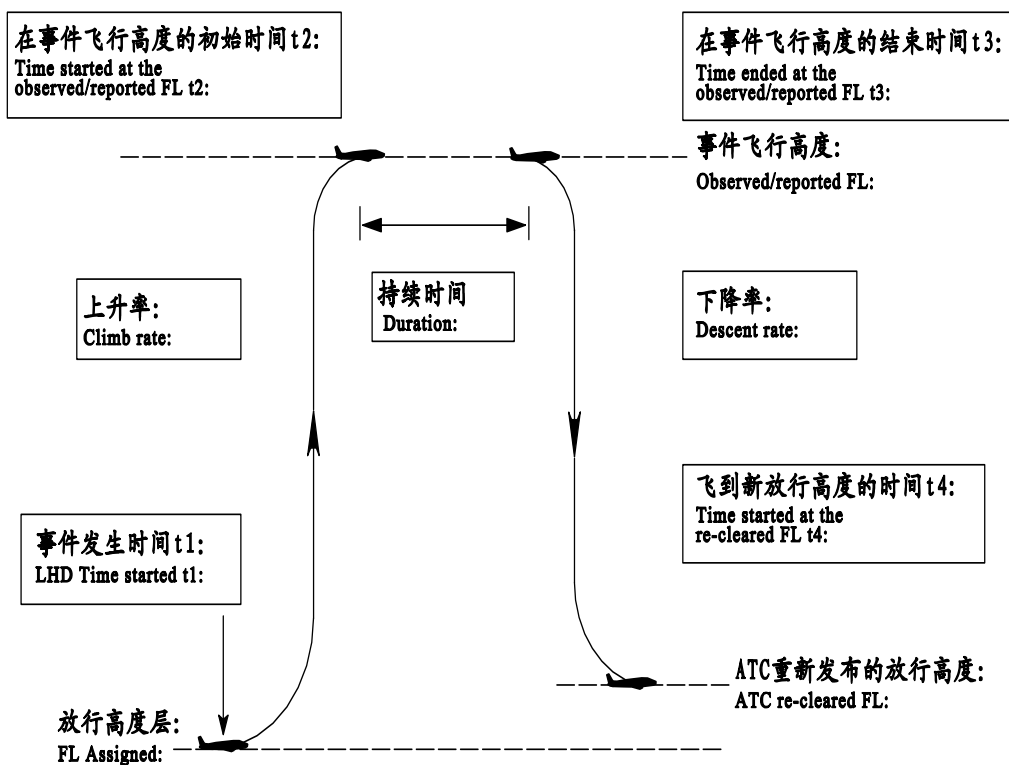 在事件飞行高度的初始时间t2:
Time started at the
observed/reported FL t2:
在事件飞行高度的结束时间t3:
Time ended at the
observed/reported FL t3:
事件飞行高度:
Observed/reported FL:
上升率:
Climb rate:
持续时间
Duration:
下降率:
Descent rate:
飞到新放行高度的时间t4:
Time started at the
re-cleared FL t4:
事件发生时间t1:
LHD Time started t1:
ATC重新发布的放行高度:
ATC re-cleared FL:
放行高度层:
FL Assigned: